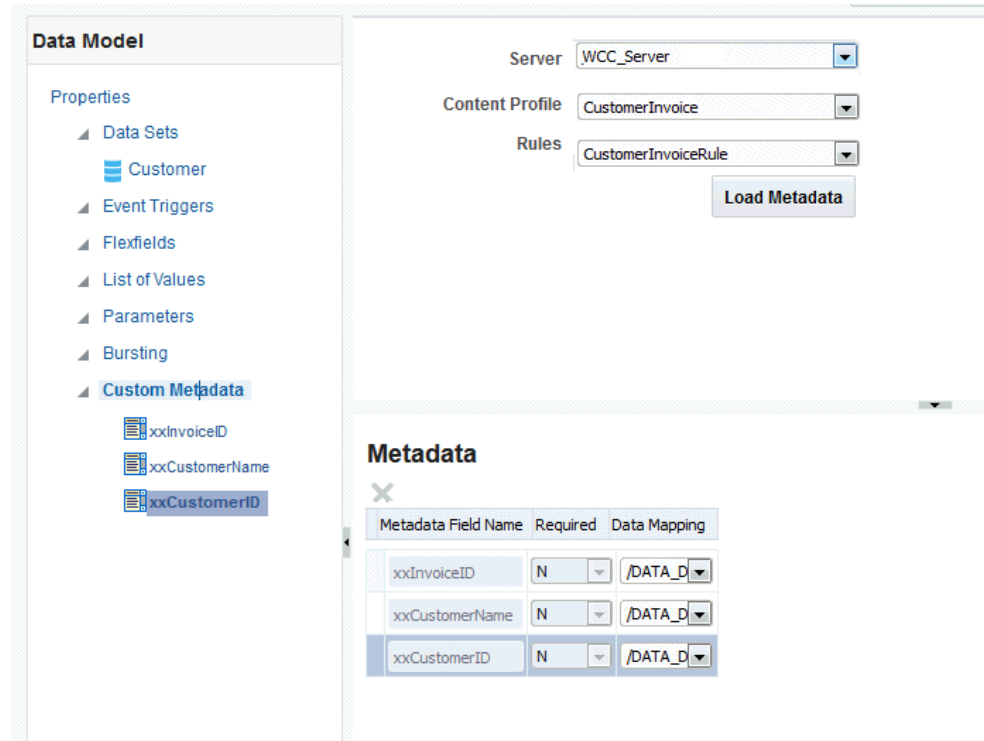 Data Model
Properties
Data Sets
Customer
Event Triggers
Flexfields
List of Values
Parameters
Bursting
Custom Metadata
xxInvoiceID
xxCustomerName
xxCustomerID
Server WCC_Server
Content Profile CustomerInvoice
Rules CustomerInvoiceRule
Load Metadata
Metadata
Metadata Field Name Required Data Mapping
xxInvoiceID N /DATA_D
xxCustomerName N /DATA_D
xxCustomerID N /DATA_D